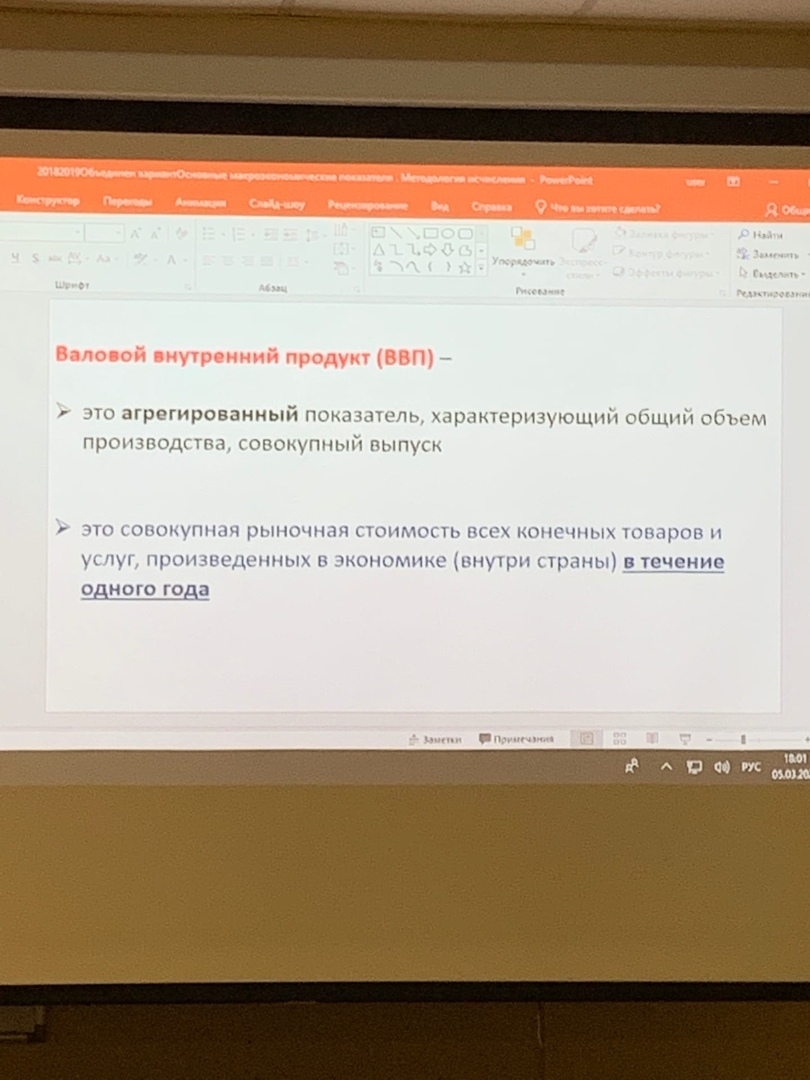 20182019Объединен вариантОсновные макроэкономические показатели . Методология исчисления - PowerPoint
user
Конструктор Переходы Анимация Слайд-шоу Рецензирование Вид Справка Что вы хотите сделать?
Найти
Заменить
Выделить
Упорядочить Экспресс-стили
Заливка фигуры
Контур фигуры
Эффекты фигуры
Шрифт Абзац Рисование
Валовой внутренний продукт (ВВП) –
➢ это агрегированный показатель, характеризующий общий объем
производства, совокупный выпуск
➢ это совокупная рыночная стоимость всех конечных товаров и
услуг, произведенных в экономике (внутри страны) в течение
одного года
Заметки Примечания
РУС
18:01
05.03.20